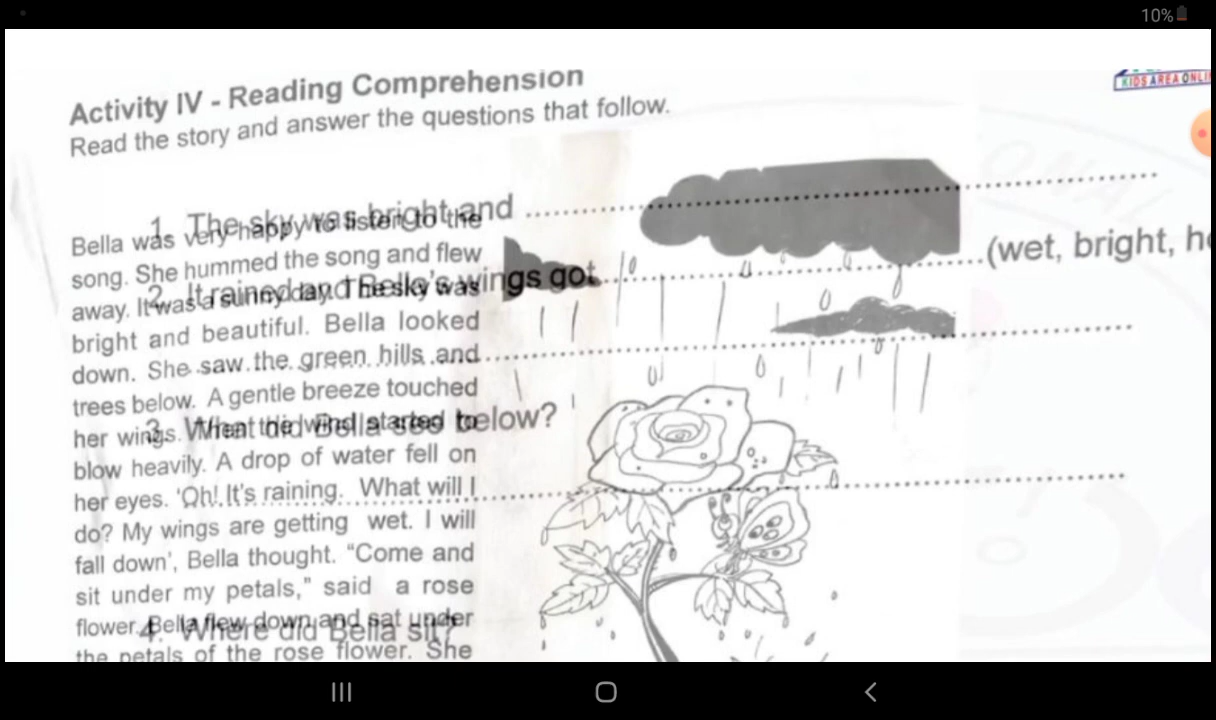 10%
KIDS AREA ONLI
Activity IV - Reading Comprehension
Read the story and answer the questions that follow.
1. The sky was bright and
Bella was very happy to listen to the
song. She hummed the song and flew
(wet, bright, h
2. It rained and Bella's wings got
away. It was a sunny day. The sky was
bright and beautiful. Bella looked
down. She saw the green hills and
trees below. A gentle breeze touched
3. What did Bella see below?
her wings. Then the wind started to
blow heavily. A drop of water fell on
her eyes. 'Oh! It's raining. What will I
do? My wings are getting wet. I will
fall down', Bella thought. "Come and
sit under my petals," said a rose
flower. Bella flew down and sat under
4. Where did Bella sit?
the petals of the rose flower. She